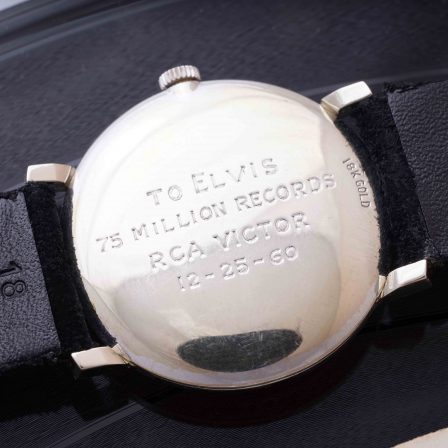 TO ELVIS
75 MILLION RECORDS
RCA VICTOR
12-25-60
18K GOLD
18